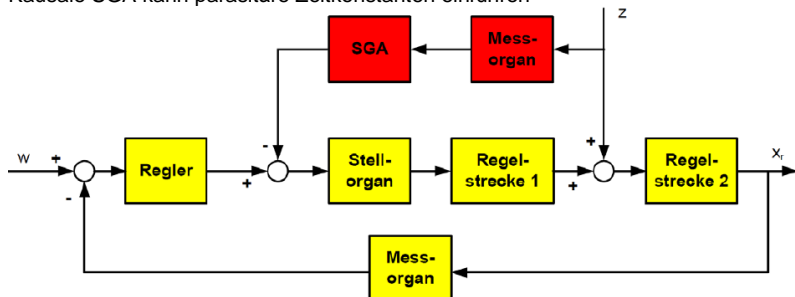 Kausale SGA kann parasitäre Zeitkonstanten einführen
z
SGA
Mess-
organ
-
+
w
+
Regler
+
Stell-
organ
Regel-
strecke 1
+
Regel-
strecke 2
xr
-
Mess-
organ